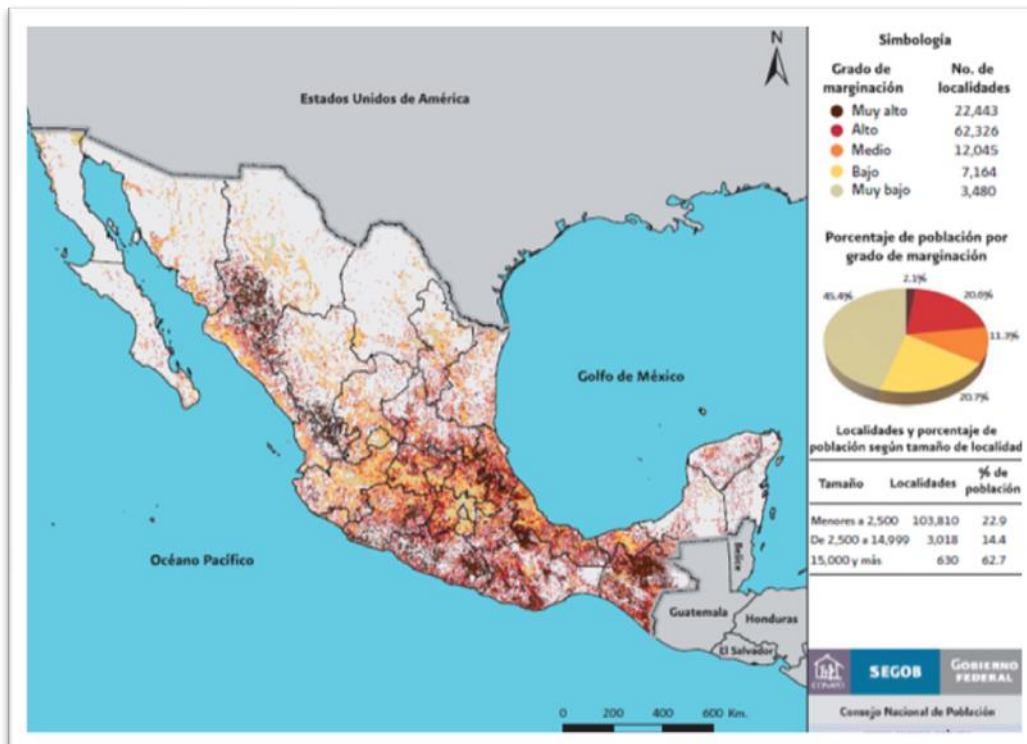 N
Estados Unidos de América
Golfo de México
Océano Pacífico
Belice
Guatemala
Honduras
El Salvador
0 200 400 600 Km.
Simbología
Grado de marginación No. de localidades
Muy alto 22,443
Alto 62,326
Medio 12,045
Bajo 7,164
Muy bajo 3,480
Porcentaje de población por
grado de marginación
2.1%
45.4%
20.6%
20.7%
Localidades y porcentaje de
población según tamaño de localidad
Tamaño Localidades % de población
Menores a 2,500 103,810 22.9
De 2,500 a 14,999 3,018 14.4
15,000 y más 630 62.7
SEGOB
GOBIERNO
FEDERAL
Consejo Nacional de Población